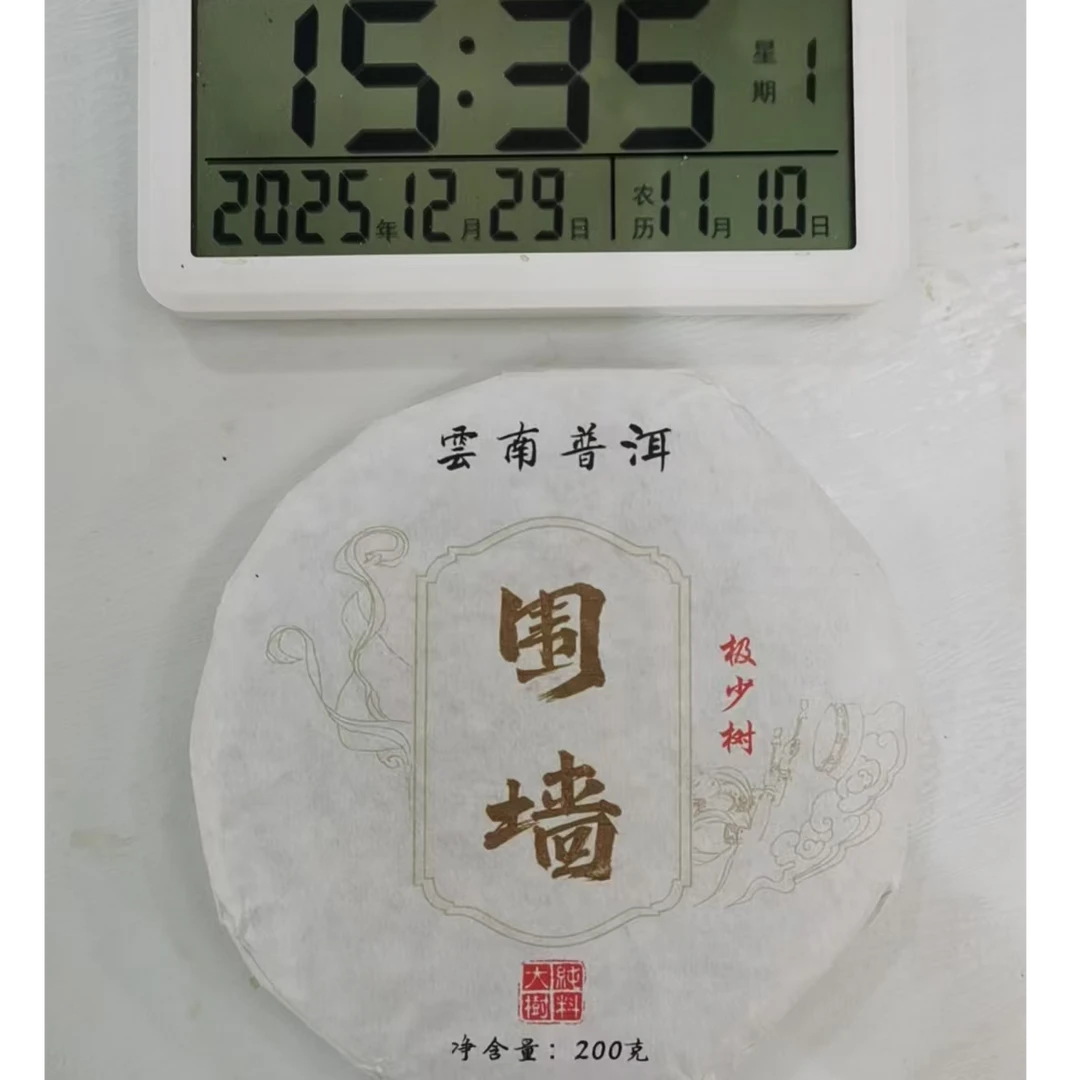 15:35 星期1
2025年12月29日 农历11月10日
雲南普洱
围墙
极少树
純料大樹
净含量：200克